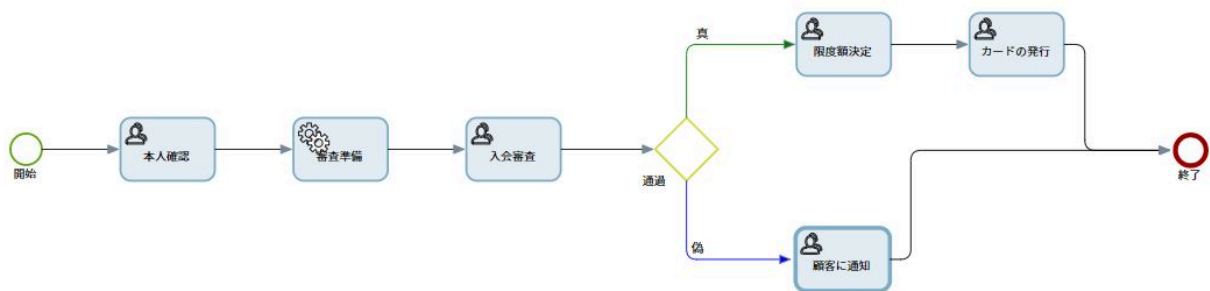 開始
本人確認
審査準備
入会審査
通過
真
限度額決定
カードの発行
偽
顧客に通知
終了